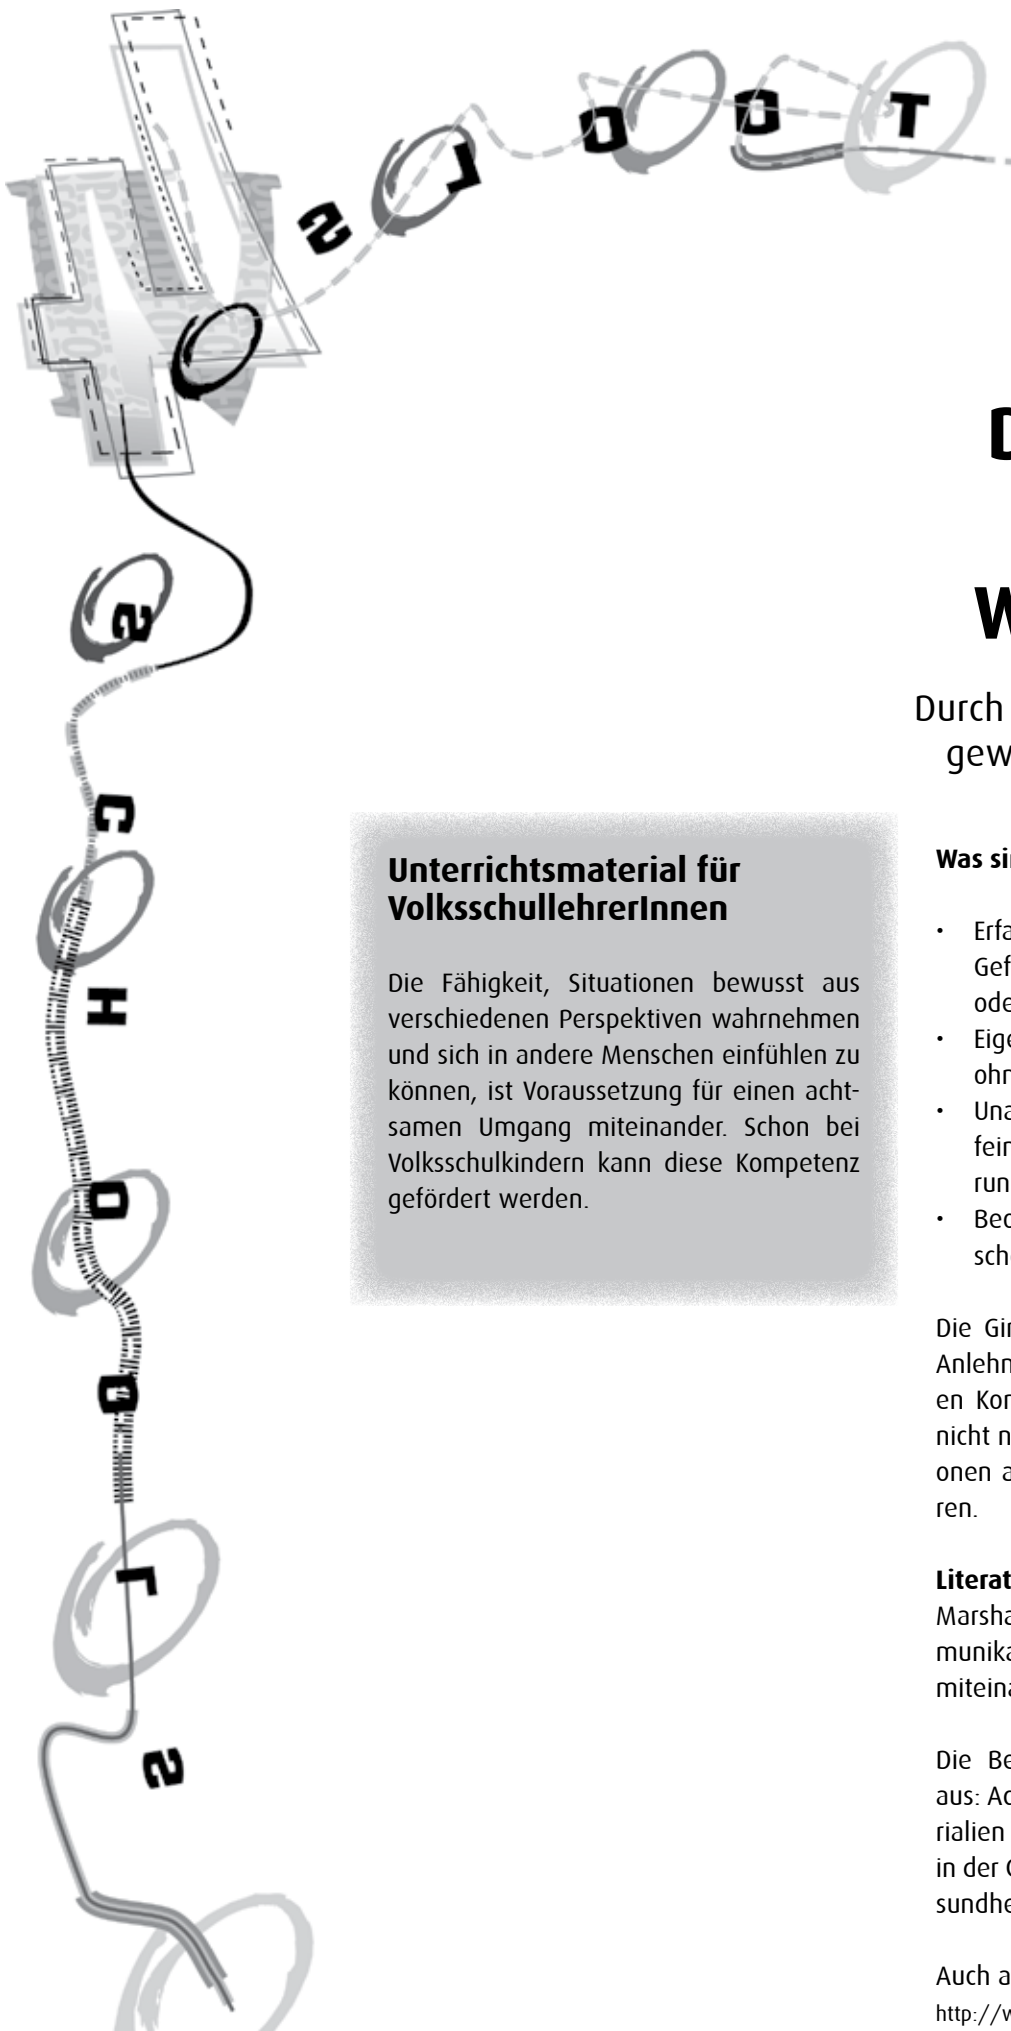 SCHOOL
TOOLS
Unterrichtsmaterial für
VolksschullehrerInnen
Die Fähigkeit, Situationen bewusst aus
verschiedenen Perspektiven wahrnehmen
und sich in andere Menschen einfühlen zu
können, ist Voraussetzung für einen acht-
samen Umgang miteinander. Schon bei
Volksschulkindern kann diese Kompetenz
gefördert werden.
D
W
Durch
gew
Was si
• Erfa
Gef
ode
• Eige
ohn
• Una
fein
run
• Bed
sch
Die Gi
Anlehn
en Kor
nicht n
onen a
ren.
Literat
Marsha
munika
miteina
Die Be
aus: Ac
rialien
in der
sundhe
Auch a
http://w